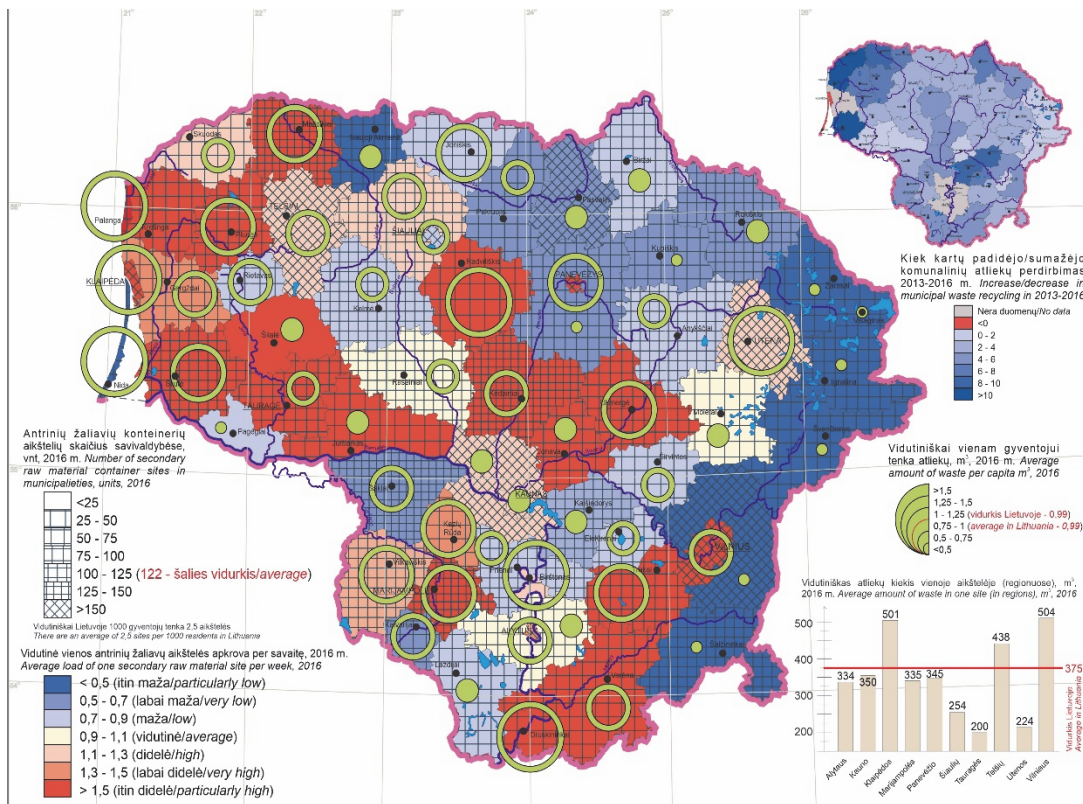 21°
22
23
24
25
26
Skuodas
Mažeikiai
Naujoji Akmenė
Joniškis
Biržai
Pasvalys
Pakruojis
Rokiškis
Palanga
Kretinga
Plungė
TELŠIAI
ŠIAULIAI
Radviliškis
PANEVĖŽYS
Kupiškis
Zarasai
Visaginas
KLAIPĖDA
Gargždai
Rietavas
Kelmė
Anykščiai
UTENA
Ignalina
Šilalė
Raseiniai
Kėdainiai
Ukmergė
Molėtai
Švenčionys
Nida
Šilutė
TAURAGĖ
Pagėgiai
Jurbarkas
Jonava
Širvintos
Šakiai
KAUNAS
Kaišiadorys
Elektrėnai
VILNIUS
Kazlų
Rūda
Vilkaviškis
MARIJAMPOLĖ
Prienai
Birštonas
Trakai
Kalvarija
ALYTUS
Lazdijai
Varėna
Šalčininkai
Druskininkai
Kiek kartų padidėjo/sumažėjo
komunalinių atliekų perdirbimas
2013-2016 m. Increase/decrease in
municipal waste recycling in 2013-2016
Nėra duomenų/No data
<0
0 - 2
2 - 4
4 - 6
6 - 8
8 - 10
>10
Vidutiniškai vienam gyventojui
tenka atliekų, m³, 2016 m. Average
amount of waste per capita m³, 2016
>1,5
1,25 - 1,5
1 - 1,25 (vidurkis Lietuvoje - 0,99)
0,75 - 1 (average in Lithuania - 0,99)
0,5 - 0,75
<0,5
Antrinių žaliavų konteinerių
aikštelių skaičius savivaldybėse,
vnt, 2016 m. Number of secondary
raw material container sites in
municipalities, units, 2016
<25
25 - 50
50 - 75
75 - 100
100 - 125 (122 - šalies vidurkis/average)
125 - 150
>150
Vidutiniškai Lietuvoje 1000 gyventojų tenka 2,5 aikštelės
There are an average of 2,5 sites per 1000 residents in Lithuania
Vidutinė vienos antrinių žaliavų aikštelės apkrova per savaitę, 2016 m.
Average load of one secondary raw material site per week, 2016
< 0,5 (itin maža/particularly low)
0,5 - 0,7 (labai maža/very low)
0,7 - 0,9 (maža/low)
0,9 - 1,1 (vidutinė/average)
1,1 - 1,3 (didelė/high)
1,3 - 1,5 (labai didelė/very high)
> 1,5 (itin didelė/particularly high)
Vidutiniškas atliekų kiekis vienoje aikštelėje (regionuose), m³,
2016 m. Average amount of waste in one site (in regions), m³, 2016
500
400
300
200
334
350
501
335
345
254
200
438
224
504
375
Vidurkis Lietuvoje
Average in Lithuania
Alytaus
Kauno
Klaipėdos
Marijampolės
Panevėžio
Šiaulių
Tauragės
Telšių
Utenos
Vilniaus